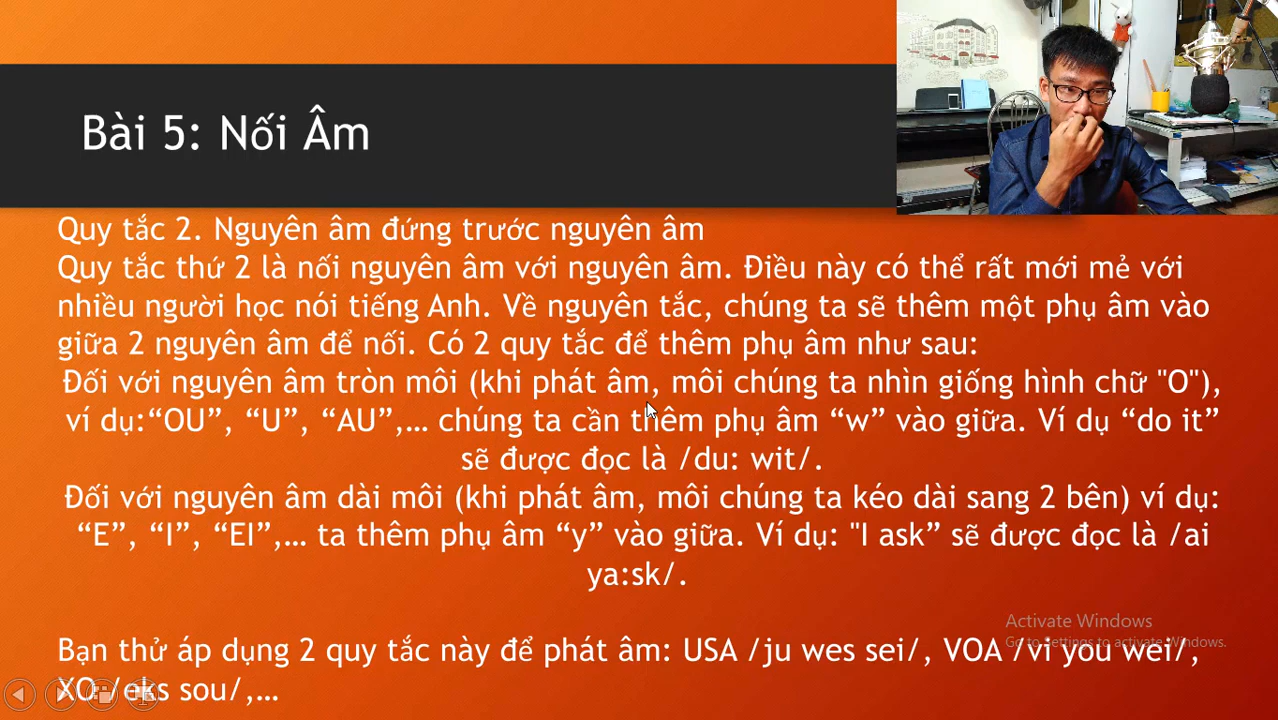 Bài 5: Nối Âm
Quy tắc 2. Nguyên âm đứng trước nguyên âm
Quy tắc thứ 2 là nối nguyên âm với nguyên âm. Điều này có thể rất mới mẻ với
nhiều người học nói tiếng Anh. Về nguyên tắc, chúng ta sẽ thêm một phụ âm vào
giữa 2 nguyên âm để nối. Có 2 quy tắc để thêm phụ âm như sau:
Đối với nguyên âm tròn môi (khi phát âm, môi chúng ta nhìn giống hình chữ "O"),
ví dụ:“OU”, “U”, “AU”,… chúng ta cần thêm phụ âm “w” vào giữa. Ví dụ “do it”
sẽ được đọc là /du: wit/.
Đối với nguyên âm dài môi (khi phát âm, môi chúng ta kéo dài sang 2 bên) ví dụ:
“E”, “I”, “EI”,… ta thêm phụ âm “y” vào giữa. Ví dụ: "I ask” sẽ được đọc là /ai
ya:sk/.
Activate Windows
Go to Settings to activate Windows.
Bạn thử áp dụng 2 quy tắc này để phát âm: USA /ju wes sei/, VOA /vi you wei/,
XO /eks sou/,…